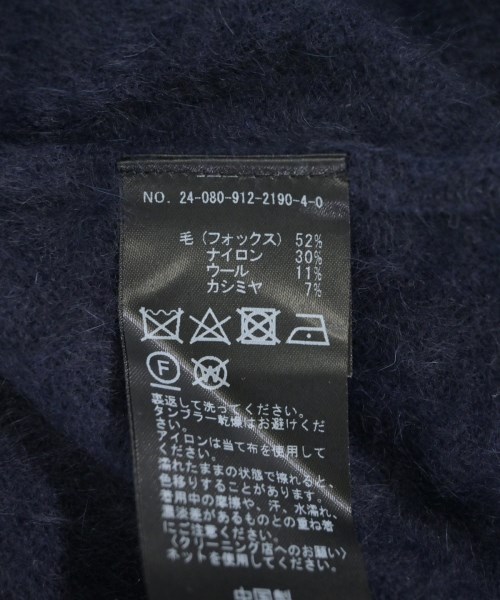 NO. 24-080-912-2190-4-0
毛 (フォックス) 52%
ナイロン 30%
ウール 11%
カシミヤ 7%
F W
裏返して洗ってください。
タンブラー乾燥はお避けくだ
さい。
アイロンは当て布を使用して
ください。
濡れたままの状態で擦れると、
色移りすることがあります。
着用中の摩擦や、汗、水濡れ、
濃淡差があるものとの重ね着
にご注意ください。
〈クリーニング店へのお願い〉
ネットを使用してください。
中国製